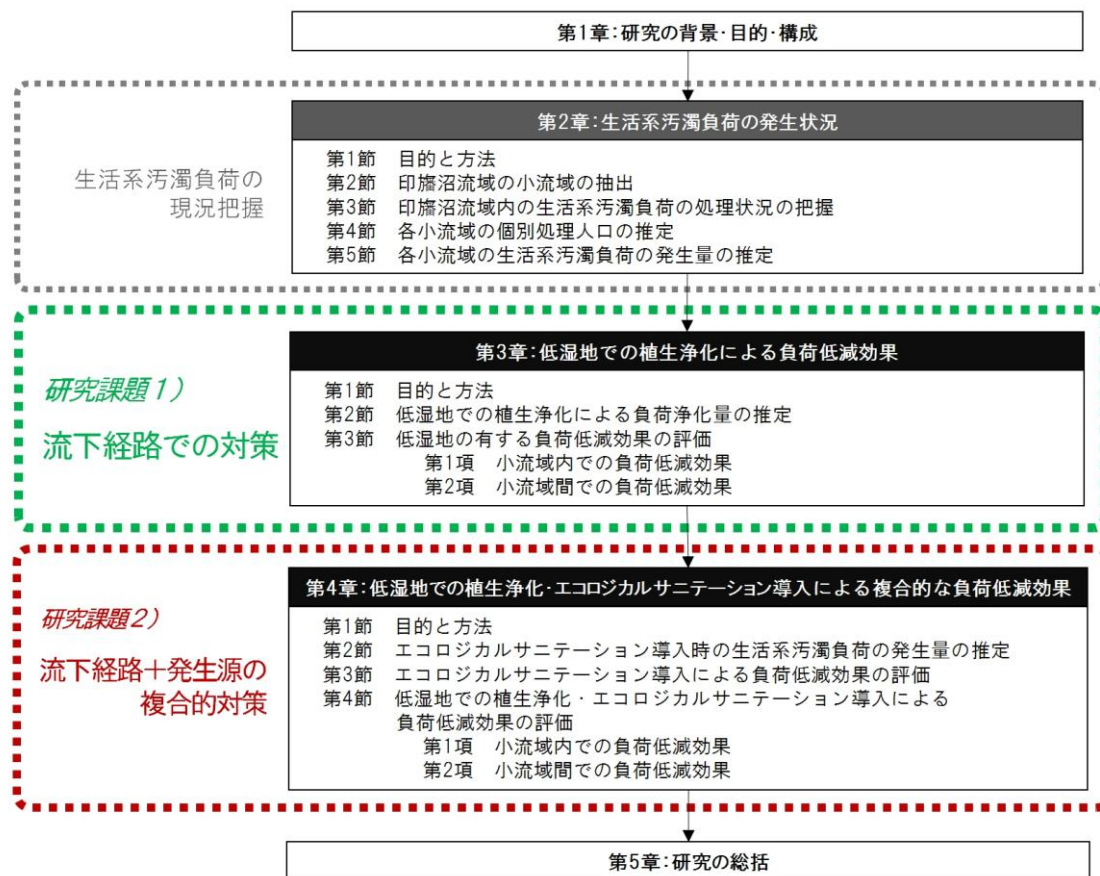 第1章:研究の背景・目的・構成
生活系汚濁負荷の
現況把握
第2章:生活系汚濁負荷の発生状況
第1節 目的と方法
第2節 印旛沼流域の小流域の抽出
第3節 印旛沼流域内の生活系汚濁負荷の処理状況の把握
第4節 各小流域の個別処理人口の推定
第5節 各小流域の生活系汚濁負荷の発生量の推定
研究課題1)
流下経路での対策
第3章:低湿地での植生浄化による負荷低減効果
第1節 目的と方法
第2節 低湿地での植生浄化による負荷浄化量の推定
第3節 低湿地の有する負荷低減効果の評価
第1項 小流域内での負荷低減効果
第2項 小流域間での負荷低減効果
研究課題2)
流下経路+発生源の
複合的対策
第4章:低湿地での植生浄化・エコロジカルサニテーション導入による複合的な負荷低減効果
第1節 目的と方法
第2節 エコロジカルサニテーション導入時の生活系汚濁負荷の発生量の推定
第3節 エコロジカルサニテーション導入による負荷低減効果の評価
第4節 低湿地での植生浄化・エコロジカルサニテーション導入による
負荷低減効果の評価
第1項 小流域内での負荷低減効果
第2項 小流域間での負荷低減効果
第5章:研究の総括